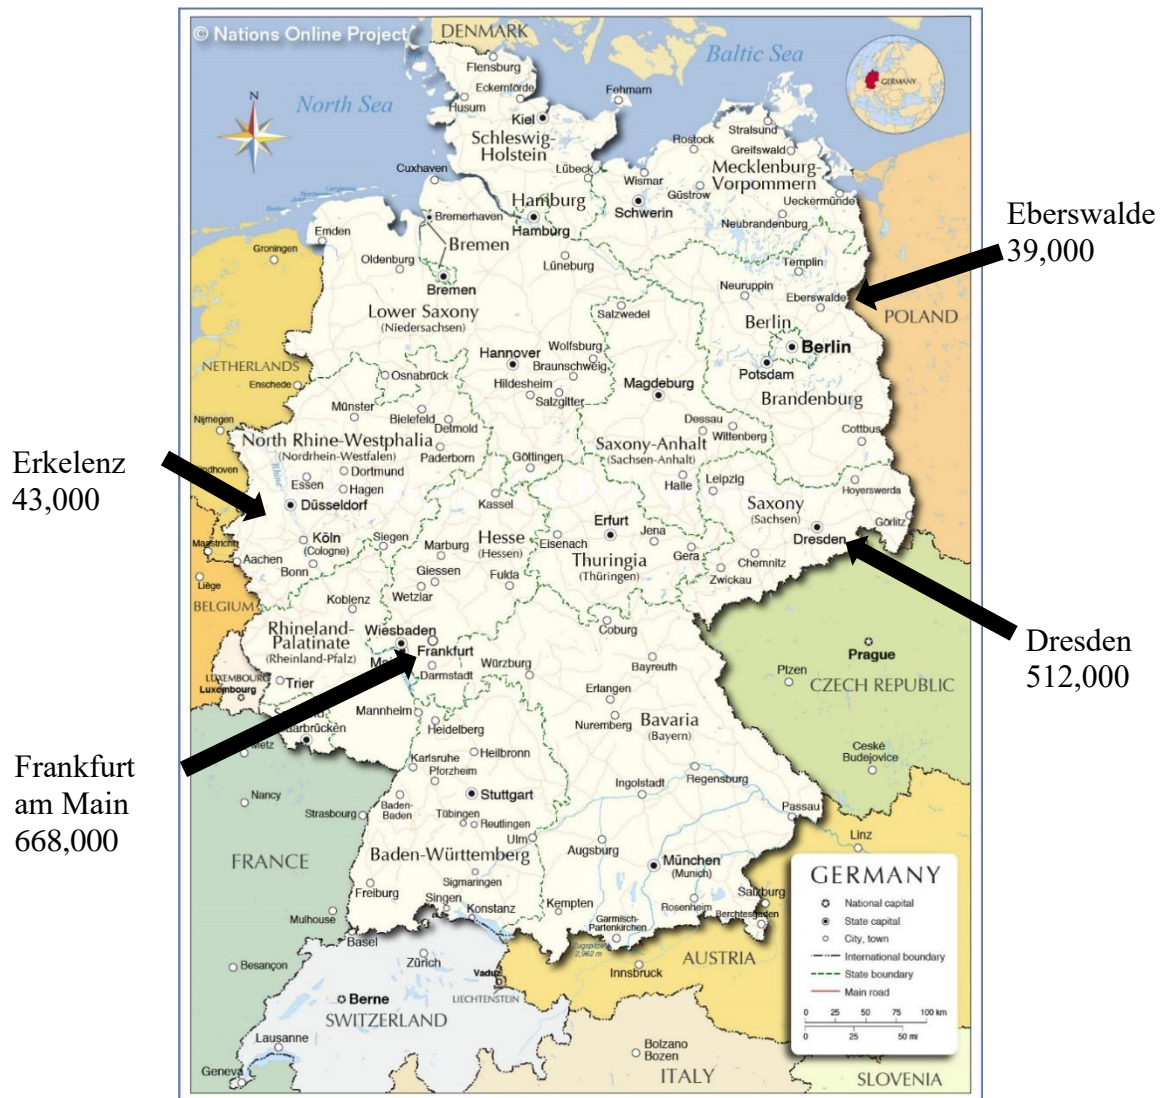 © Nations Online Project
DENMARK
Baltic Sea
North Sea
N
GERMANY
Flensburg
Eckernförde
Husum
Fehmarn
Kiel
Schleswig-
Holstein
Stralsund
Rostock
Greifswald
Mecklenburg-
Vorpommern
Cuxhaven
Lübeck
Wismar
Güstrow
Ueckermünde
Hamburg
Hamburg
Schwerin
Neubrandenburg
Bremerhaven
Bremen
Emden
Groningen
Oldenburg
Lüneburg
Bremen
Templin
Neuruppin
Eberswalde
Eberswalde
39,000
Lower Saxony
(Niedersachsen)
Salzwedel
Berlin
POLAND
Berlin
Potsdam
Brandenburg
NETHERLANDS
Enschede
Osnabrück
Hannover
Wolfsburg
Braunschweig
Hildesheim
Salzgitter
Magdeburg
Nijmegen
Münster
Bielefeld
Detmold
Dessau
Wittenberg
Cottbus
North Rhine-Westphalia
(Nordrhein-Westfalen)
Paderborn
Saxony-Anhalt
(Sachsen-Anhalt)
Erkelenz
43,000
Essen
Dortmund
Hagen
Göttingen
Halle
Leipzig
Hoyerswerda
Rhine
Düsseldorf
Kassel
Saxony
(Sachsen)
Görlitz
Dresden
Köln
(Cologne)
Siegen
Hesse
(Hessen)
Erfurt
Eisenach
Jena
Gera
Thuringia
(Thüringen)
Chemnitz
Zwickau
Maastricht
Aachen
Bonn
Marburg
Giessen
Wetzlar
Fulda
Liège
BELGIUM
Koblenz
Rhineland-
Palatinate
(Rheinland-Pfalz)
Wiesbaden
Frankfurt
Darmstadt
Coburg
Würzburg
Bayreuth
Prague
Plzen
CZECH REPUBLIC
Dresden
512,000
LUXEMBOURG
Luxembourg
Trier
Mannheim
Heidelberg
Erlangen
Nuremberg
Bavaria
(Bayern)
Metz
Karlsruhe
Pforzheim
Heilbronn
České
Budejovice
Frankfurt
am Main
668,000
Nancy
Strasbourg
Baden-
Baden
Stuttgart
Tübingen
Reutlingen
Ingolstadt
Regensburg
Passau
Linz
FRANCE
Baden-Württemberg
Ulm
Augsburg
München
(Munich)
Freiburg
Sigmaringen
Singen
Konstanz
Kempten
Garmisch-
Partenkirchen
Rosenheim
Salzburg
Berchtesgaden
Mulhouse
Basel
Zugspitze
2,962 m
Besançon
Zürich
Vaduz
LIECHTENSTEIN
Innsbruck
AUSTRIA
Berne
SWITZERLAND
Lausanne
Geneva
Bolzano
Bozen
ITALY
SLOVENIA
GERMANY
National capital
State capital
City, town
International boundary
State boundary
Main road
0 25 50 75 100 km
0 25 50 mi